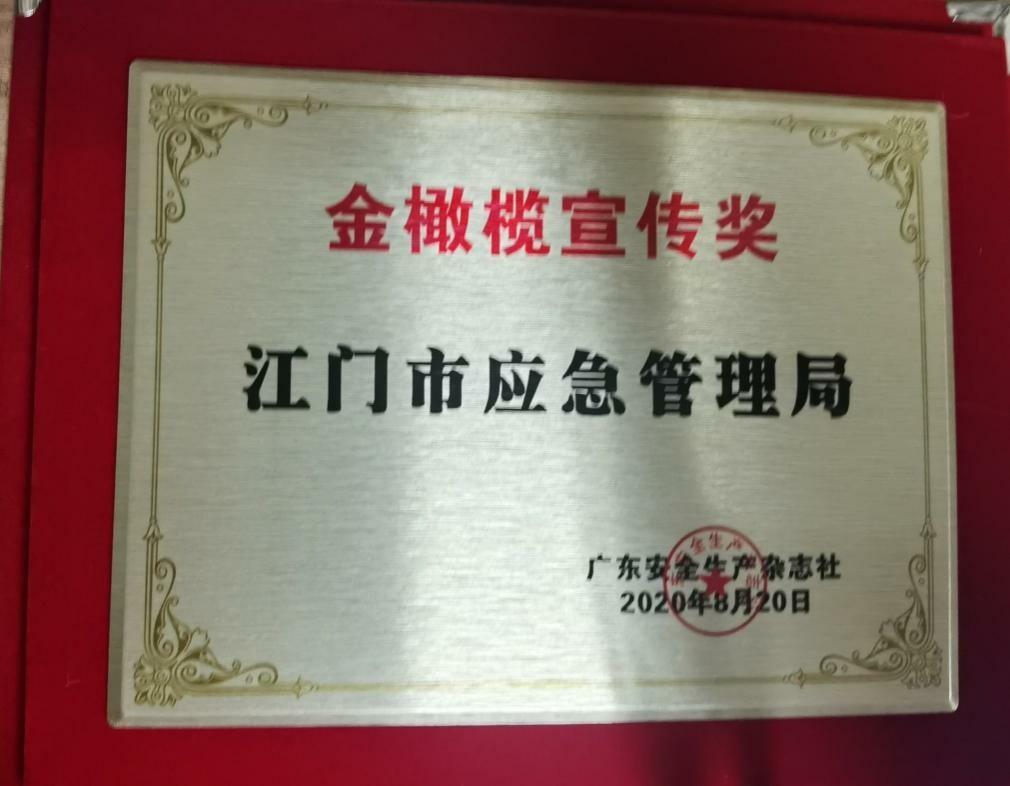 金橄榄宣传奖
江门市应急管理局
广东安全生产杂志社
2020年8月20日